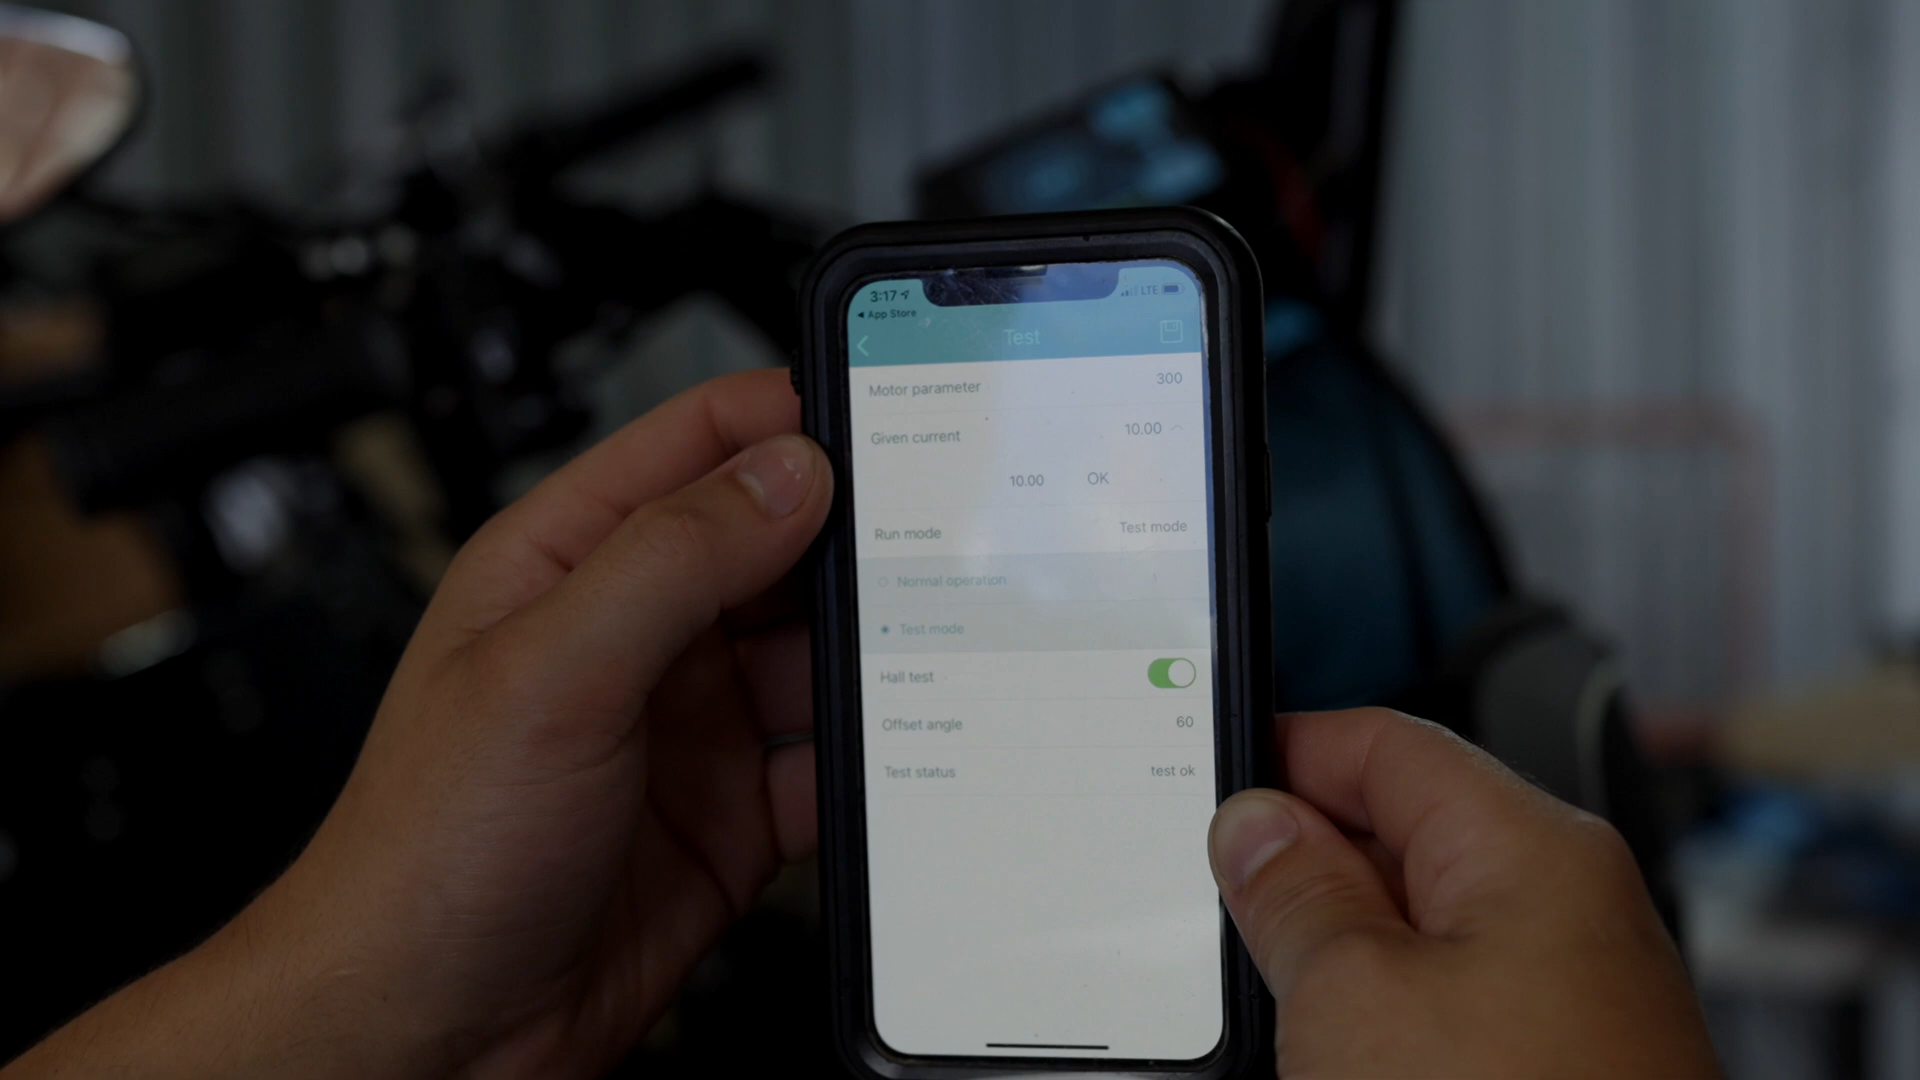 3:17
LTE
◀ App Store
Test
Motor parameter 300
Given current 10.00
10.00 OK
Run mode Test mode
Normal operation
Test mode
Hall test
Offset angle 60
Test status test ok